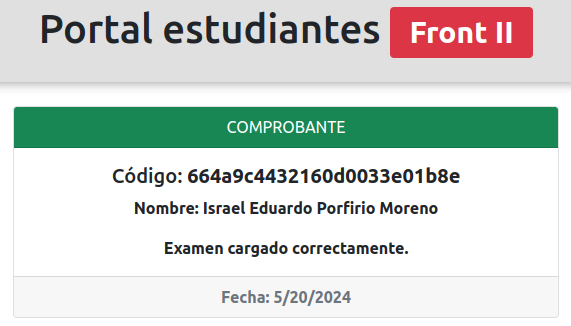 Portal estudiantes Front II
COMPROBANTE
Código: 664a9c4432160d0033e01b8e
Nombre: Israel Eduardo Porfirio Moreno
Examen cargado correctamente.
Fecha: 5/20/2024